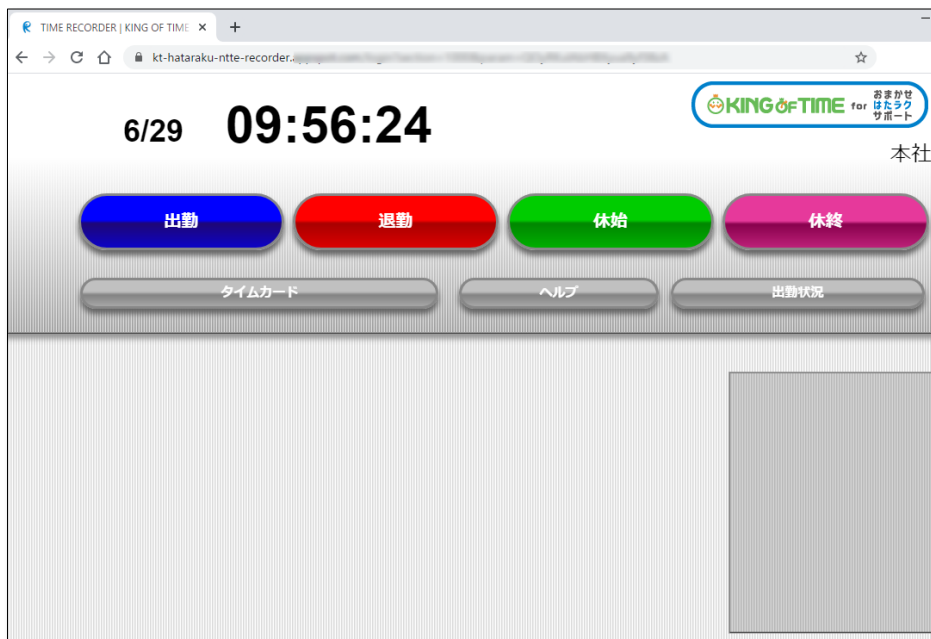 TIME RECORDER | KING OF TIME
kt-hataraku-ntte-recorder.
6/29 09:56:24
KING OF TIME for おまかせ はたラク サポート
本社
出勤 退勤 休始 休終
タイムカード ヘルプ 出勤状況